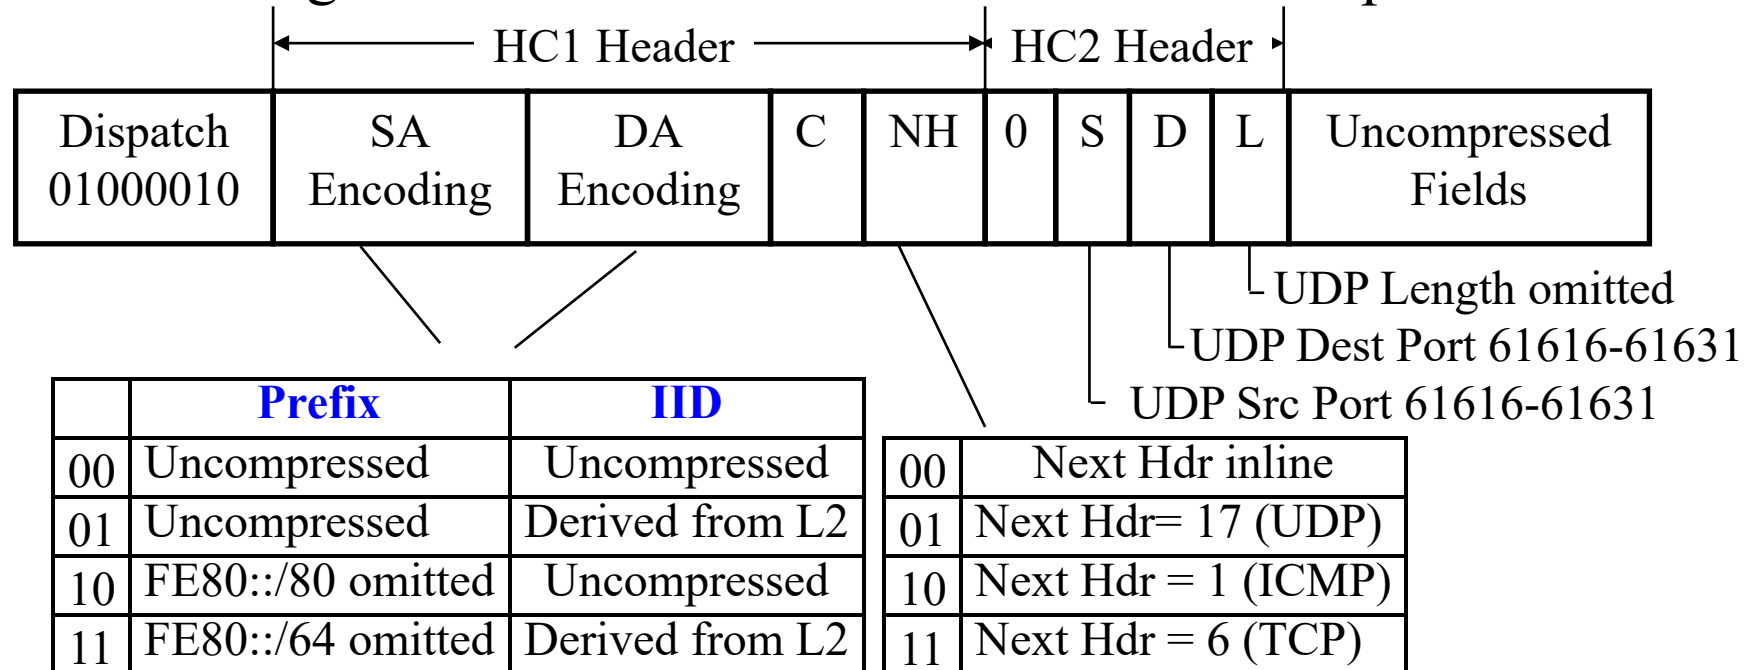 HC1 Header HC2 Header
Dispatch SA DA C NH 0 S D L Uncompressed
01000010 Encoding Encoding Fields
UDP Length omitted
UDP Dest Port 61616-61631
UDP Src Port 61616-61631
Prefix IID
00 Uncompressed Uncompressed
01 Uncompressed Derived from L2
10 FE80::/80 omitted Uncompressed
11 FE80::/64 omitted Derived from L2
00 Next Hdr inline
01 Next Hdr= 17 (UDP)
10 Next Hdr = 1 (ICMP)
11 Next Hdr = 6 (TCP)